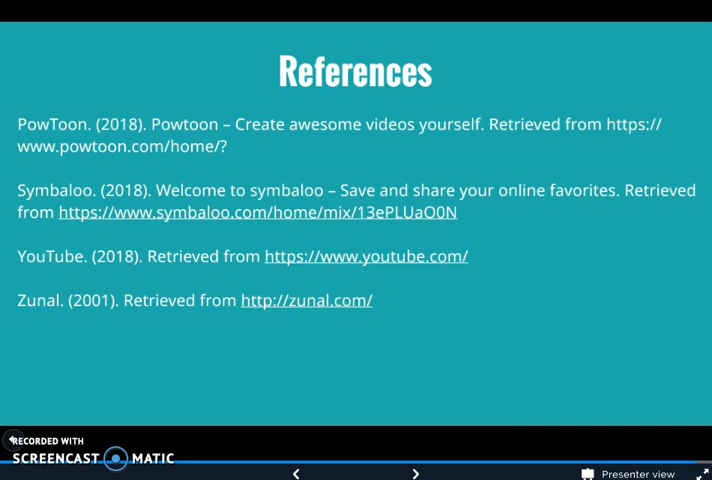 References
PowToon. (2018). Powtoon – Create awesome videos yourself. Retrieved from https://
www.powtoon.com/home/?
Symbaloo. (2018). Welcome to symbaloo – Save and share your online favorites. Retrieved
from https://www.symbaloo.com/home/mix/13ePLUaO0N
YouTube. (2018). Retrieved from https://www.youtube.com/
Zunal. (2001). Retrieved from http://zunal.com/
RECORDED WITH
SCREENCAST MATIC
Presenter view